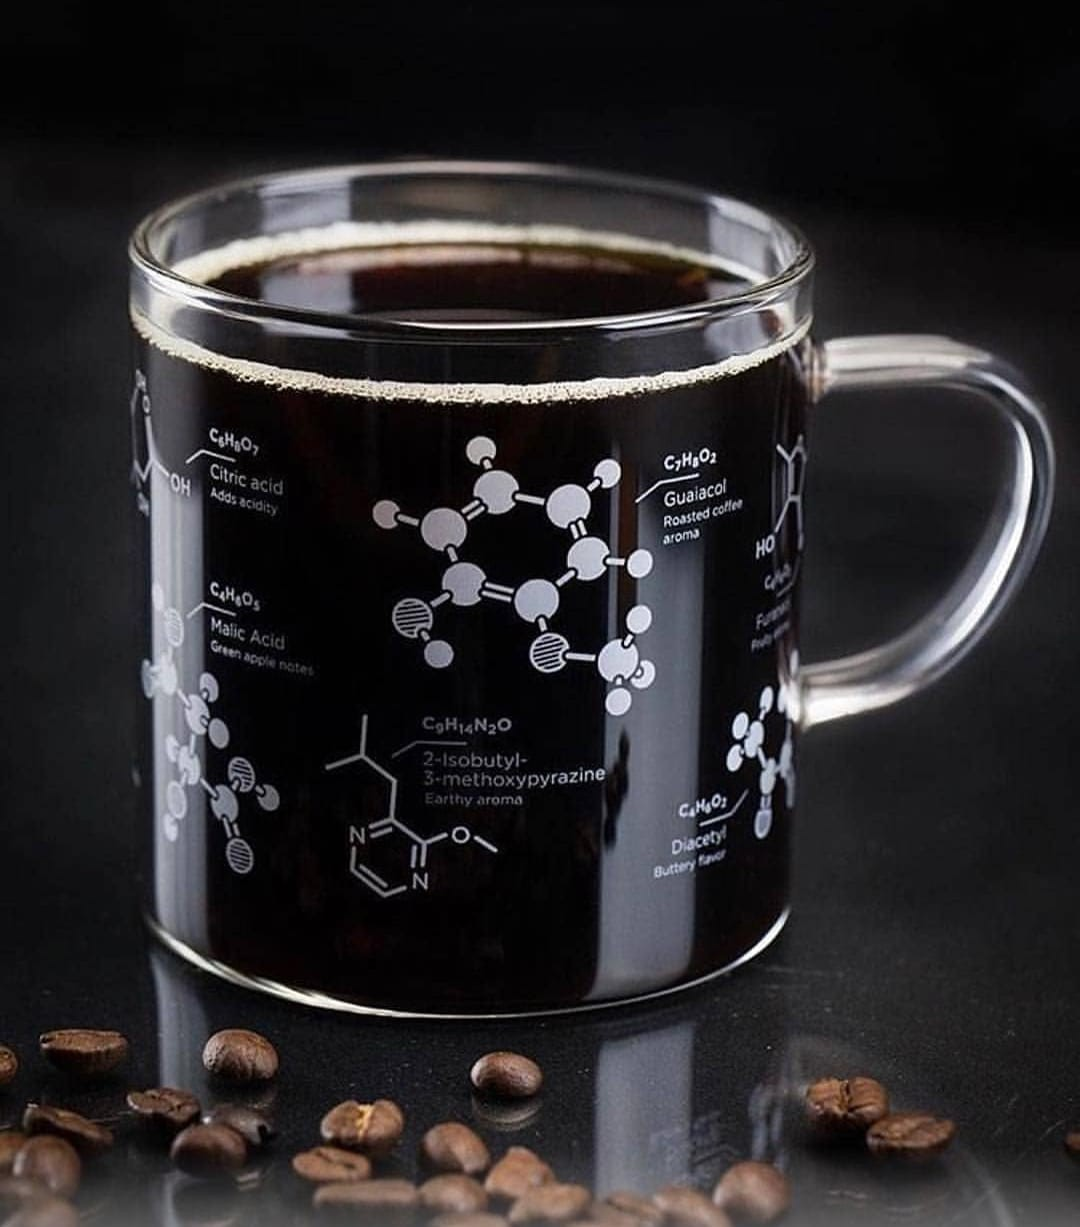 C₆H₈O₇
Citric acid
Adds acidity
OH
C₇H₈O₂
Guaiacol
Roasted coffee
aroma
HO
C₄H₆O₅
Malic Acid
Green apple notes
C₉H₁₄N₂O
2-Isobutyl-
3-methoxypyrazine
Earthy aroma
N
O
N
C₄H₆O₂
Diacetyl
Buttery flavor